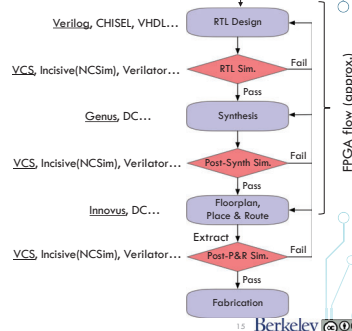 Verilog, CHISEL, VHDL...
RTL Design
VCS, Incisive(NCSim), Verilator...
RTL Sim.
Fail
Pass
Genus, DC...
Synthesis
VCS, Incisive(NCSim), Verilator...
Post-Synth Sim.
Fail
Pass
Innovus, DC...
Floorplan,
Place & Route
Extract
VCS, Incisive(NCSim), Verilator...
Post-P&R Sim.
Fail
Pass
Fabrication
FPGA flow (approx.)
15
Berkeley